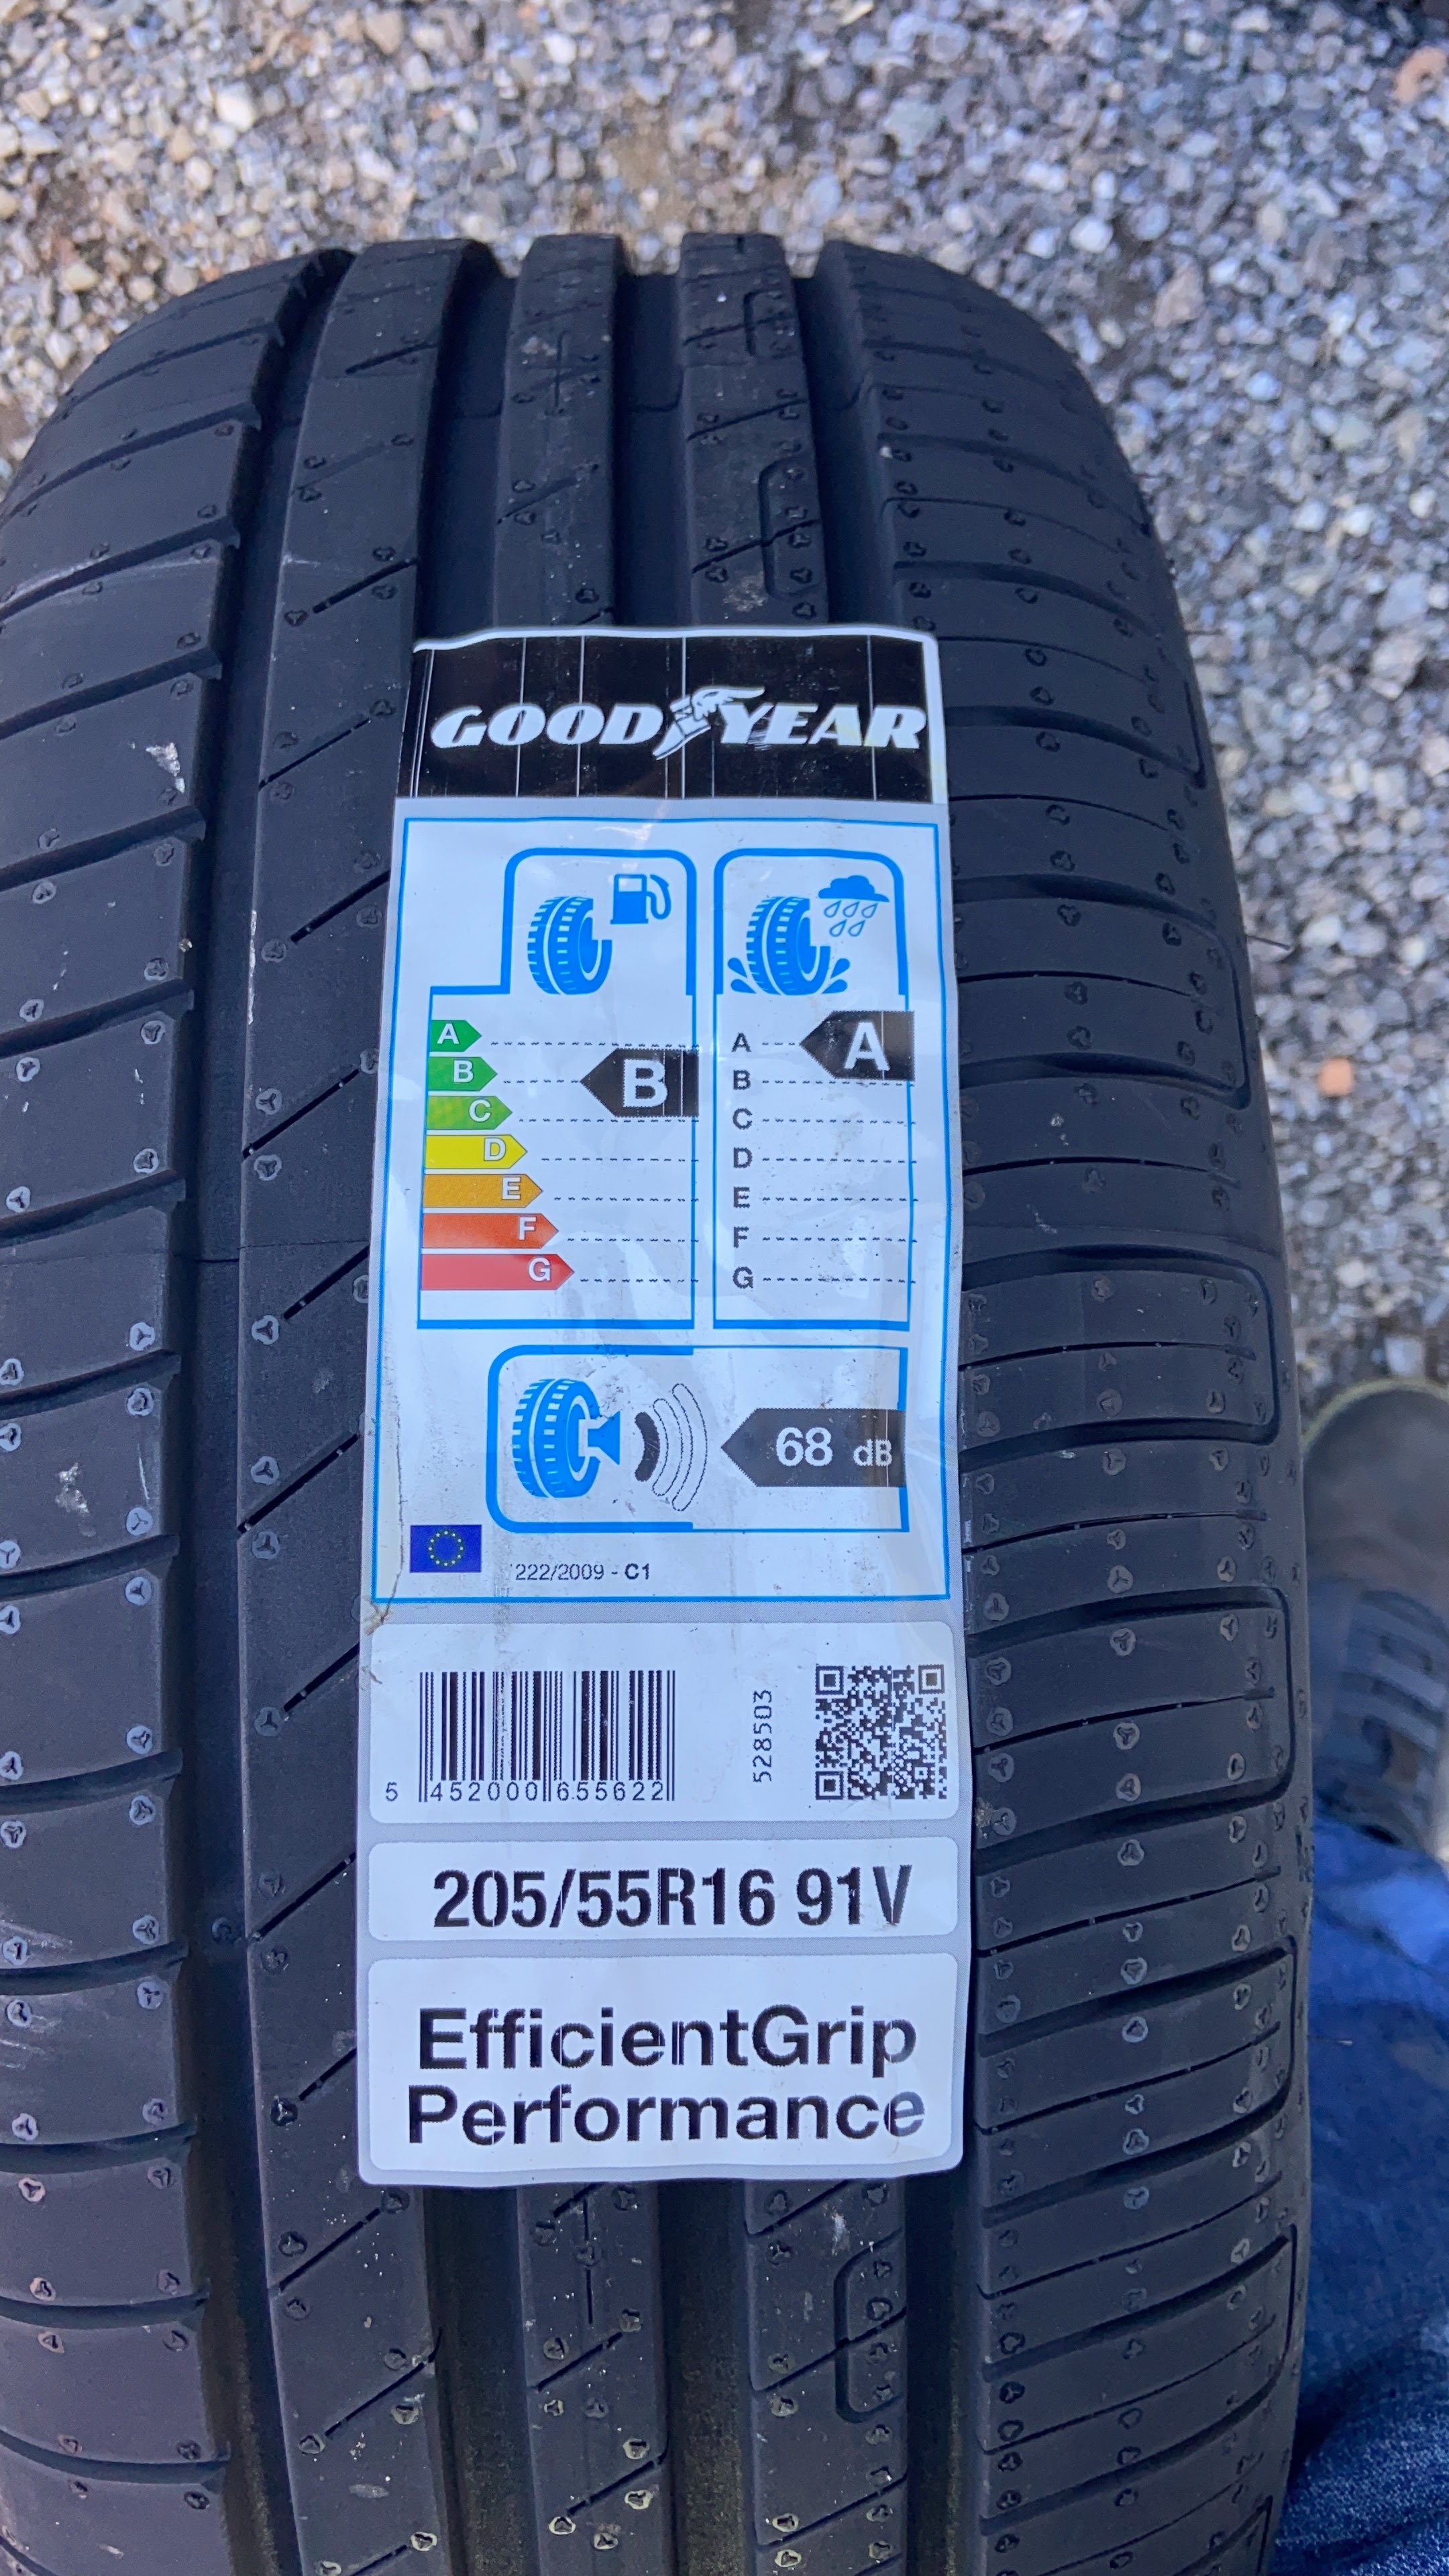 GOODYEAR
A
B
C
D
E
F
G
B
A
B
C
D
E
F
G
A
68 dB
222/2009 - C1
528503
5 452000 655622
205/55R16 91V
EfficientGrip
Performance